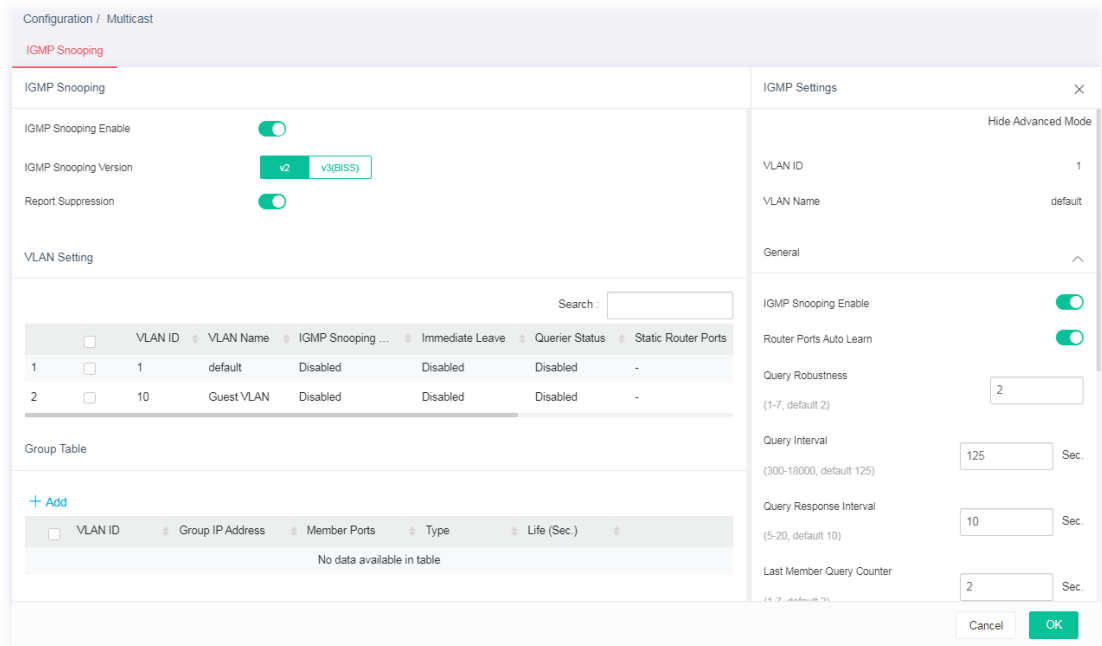 Configuration / Multicast
IGMP Snooping
IGMP Snooping
IGMP Snooping Enable
IGMP Snooping Version v2 v3(BISS)
Report Suppression
VLAN Setting
Search :
VLAN ID VLAN Name IGMP Snooping ... Immediate Leave Querier Status Static Router Ports
1 1 default Disabled Disabled Disabled -
2 10 Guest VLAN Disabled Disabled Disabled -
Group Table
+ Add
VLAN ID Group IP Address Member Ports Type Life (Sec.)
No data available in table
IGMP Settings
Hide Advanced Mode
VLAN ID 1
VLAN Name default
General
IGMP Snooping Enable
Router Ports Auto Learn
Query Robustness 2
(1-7, default 2)
Query Interval 125 Sec.
(300-18000, default 125)
Query Response Interval 10 Sec.
(5-20, default 10)
Last Member Query Counter 2 Sec.
(1-7, default 2)
Cancel OK